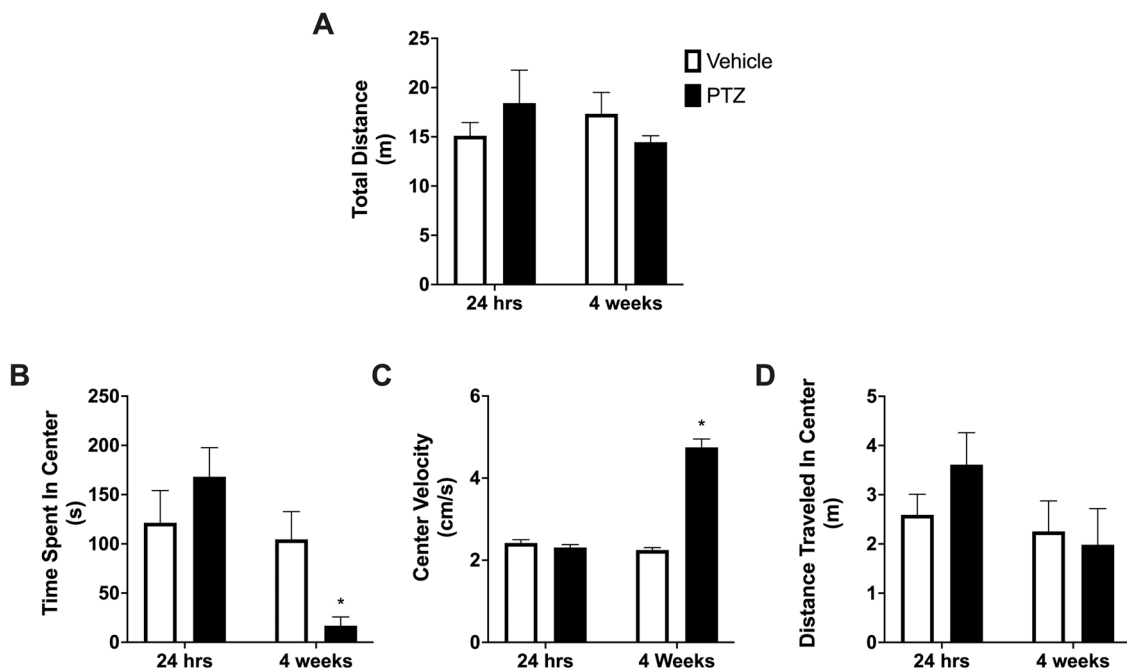 A
Total Distance
(m)
25
20
15
10
5
0
24 hrs
4 weeks
Vehicle
PTZ
B
Time Spent In Center
(s)
250
200
150
100
50
0
*
24 hrs
4 weeks
C
Center Velocity
(cm/s)
6
4
2
0
*
24 hrs
4 Weeks
D
Distance Traveled In Center
(m)
5
4
3
2
1
0
24 hrs
4 weeks